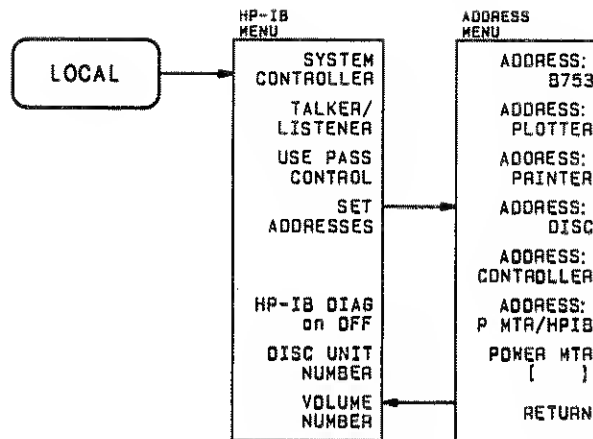 LOCAL
HP-IB
MENU
SYSTEM
CONTROLLER
TALKER/
LISTENER
USE PASS
CONTROL
SET
ADDRESSES
HP-IB DIAG
on OFF
DISC UNIT
NUMBER
VOLUME
NUMBER
ADDRESS
MENU
ADDRESS:
8753
ADDRESS:
PLOTTER
ADDRESS:
PRINTER
ADDRESS:
DISC
ADDRESS:
CONTROLLER
ADDRESS:
P MTR/HPIB
POWER MTR
[ ]
RETURN